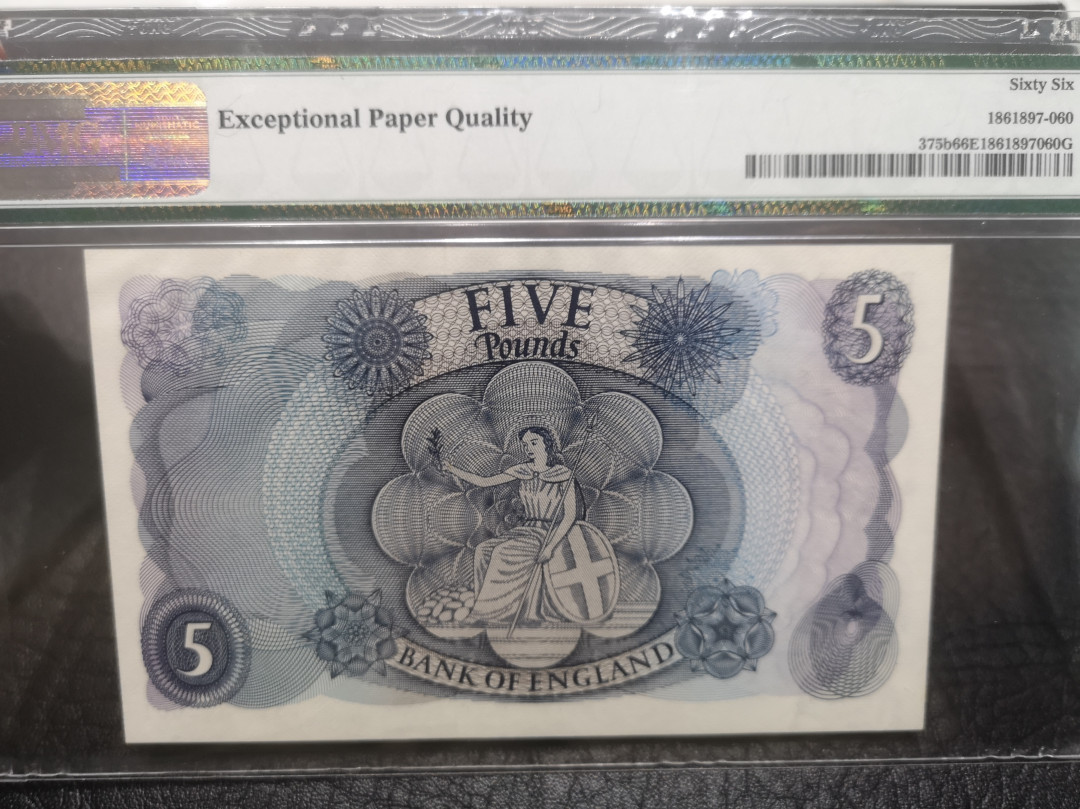 Sixty Six
Exceptional Paper Quality
1861897-060
375b66E1861897060G
FIVE
Pounds
5
5
BANK OF ENGLAND